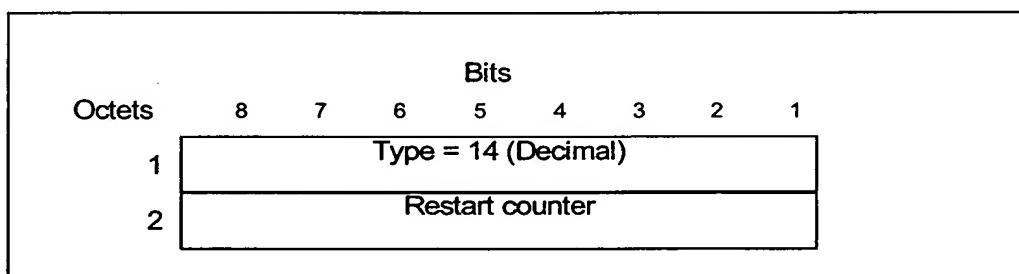 Bits
Octets 8 7 6 5 4 3 2 1
1 Type = 14 (Decimal)
2 Restart counter